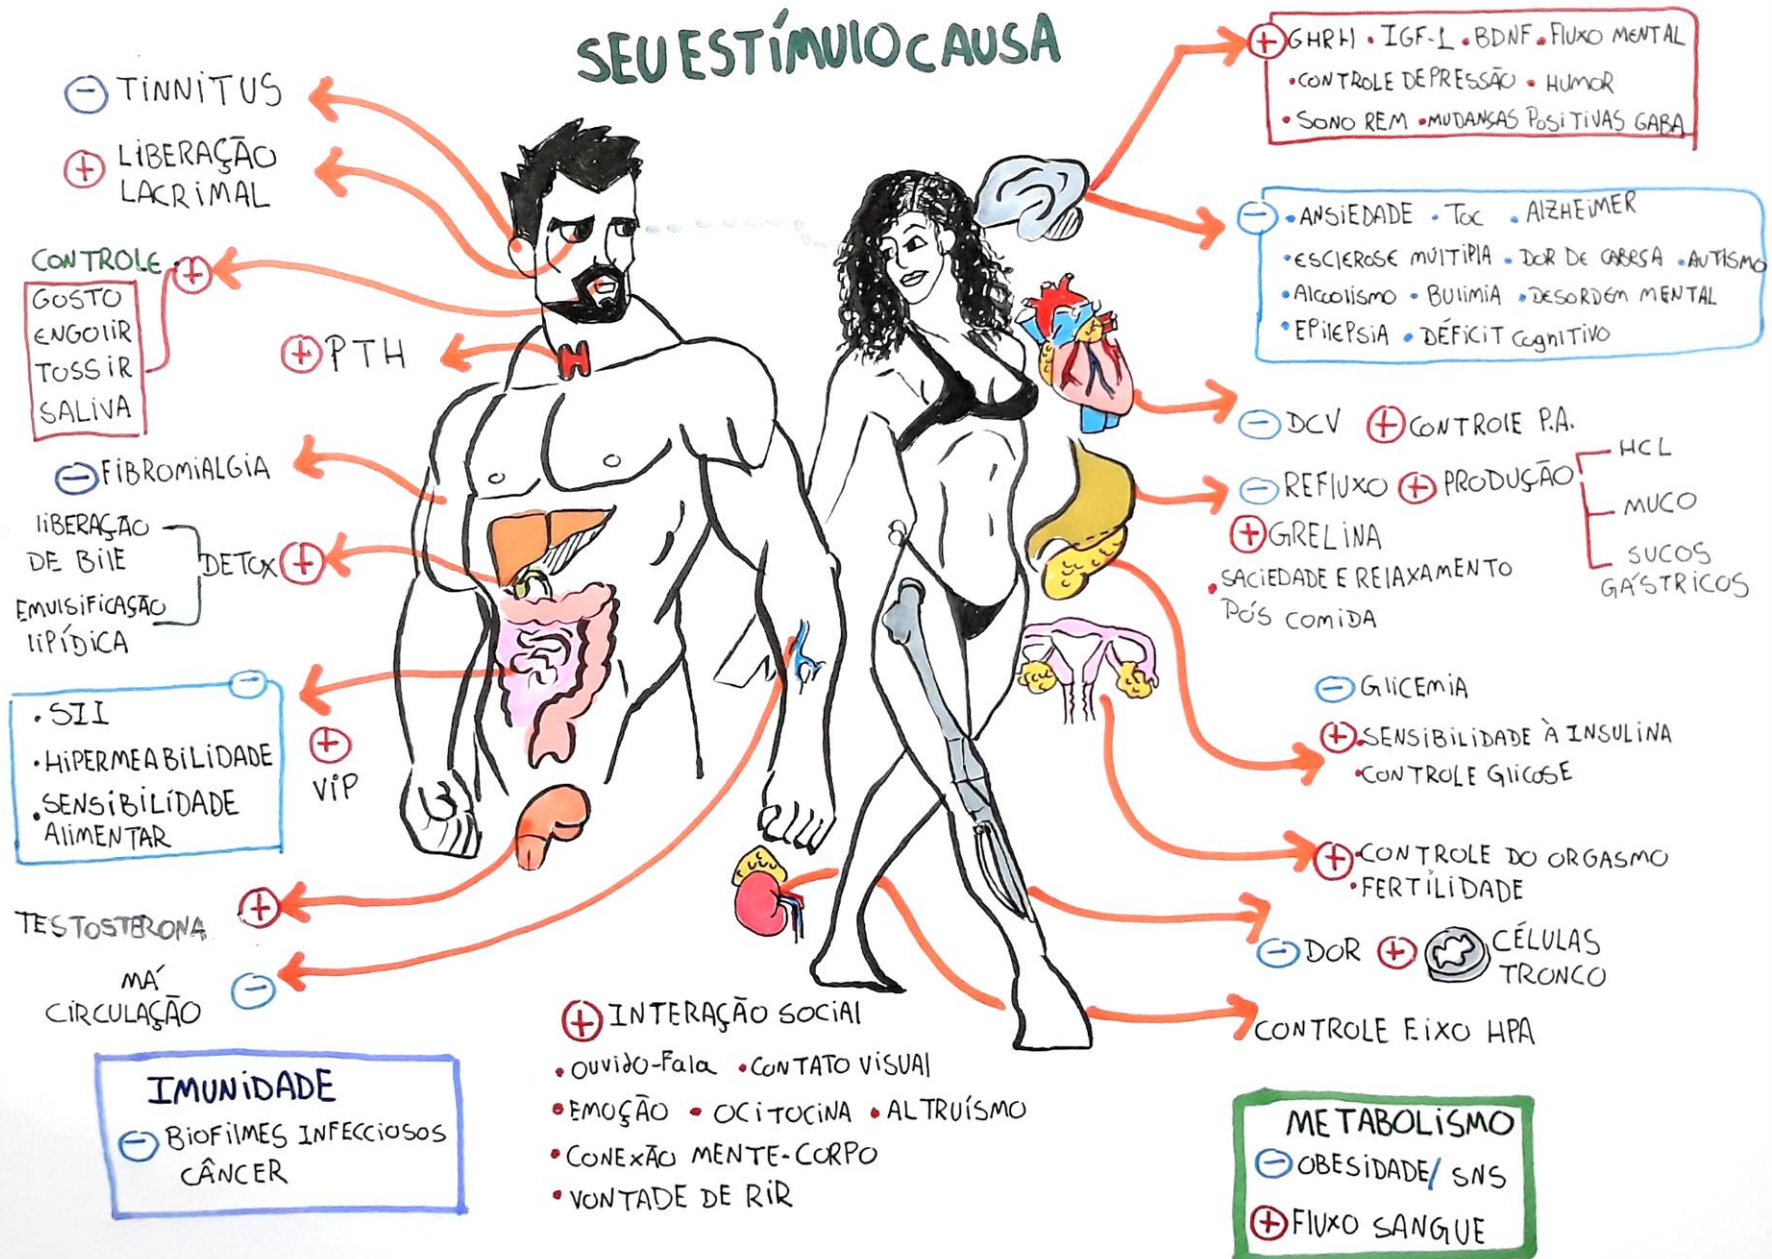 SEU ESTÍMULO CAUSA
⊖ TINNITUS
⊕ LIBERAÇÃO
LACRIMAL
CONTROLE ⊕
GOSTO
ENGOLIR
TOSSIR
SALIVA
⊕ PTH
⊖ FIBROMIALGIA
LIBERAÇÃO
DE BILE
DETOX ⊕
EMULSIFICAÇÃO
LIPÍDICA
⊖
• SII
• HIPERMEABILIDADE
• SENSIBILIDADE
ALIMENTAR
⊕
VIP
TESTOSTERONA ⊕
MÁ
CIRCULAÇÃO ⊖
IMUNIDADE
⊖ BIOFILMES INFECCIOSOS
CÂNCER
⊕ INTERAÇÃO SOCIAL
• OUVIDO-FALA • CONTATO VISUAL
• EMOÇÃO • OCITOCINA • ALTRUÍSMO
• CONEXÃO MENTE-CORPO
• VONTADE DE RIR
⊕ GHRH • IGF-1 • BDNF • FLUXO MENTAL
• CONTROLE DEPRESSÃO • HUMOR
• SONO REM • MUDANÇAS POSITIVAS GABA
⊖ • ANSIEDADE • TOC • ALZHEIMER
• ESCLEROSE MÚLTIPLA • DOR DE CABEÇA • AUTISMO
• ALCOOLISMO • BULIMIA • DESORDEM MENTAL
• EPILEPSIA • DÉFICIT COGNITIVO
⊖ DCV ⊕ CONTROLE P.A.
⊖ REFLUXO ⊕ PRODUÇÃO
HCL
MUCO
SUCOS
GÁSTRICOS
⊕ GRELINA
• SACIEDADE E RELAXAMENTO
PÓS COMIDA
⊖ GLICEMIA
⊕ • SENSIBILIDADE À INSULINA
• CONTROLE GLICOSE
⊕ • CONTROLE DO ORGASMO
• FERTILIDADE
⊖ DOR ⊕ CÉLULAS
TRONCO
CONTROLE EIXO HPA
METABOLISMO
⊖ OBESIDADE/ SNS
⊕ FLUXO SANGUE